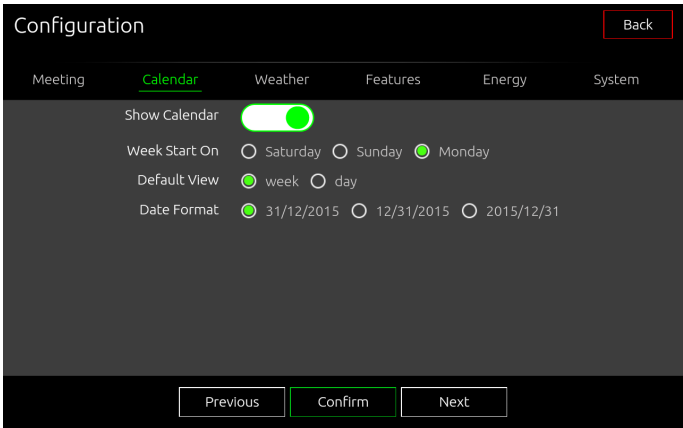 Configuration Back
Meeting Calendar Weather Features Energy System
Show Calendar
Week Start On Saturday Sunday Monday
Default View week day
Date Format 31/12/2015 12/31/2015 2015/12/31
Previous Confirm Next